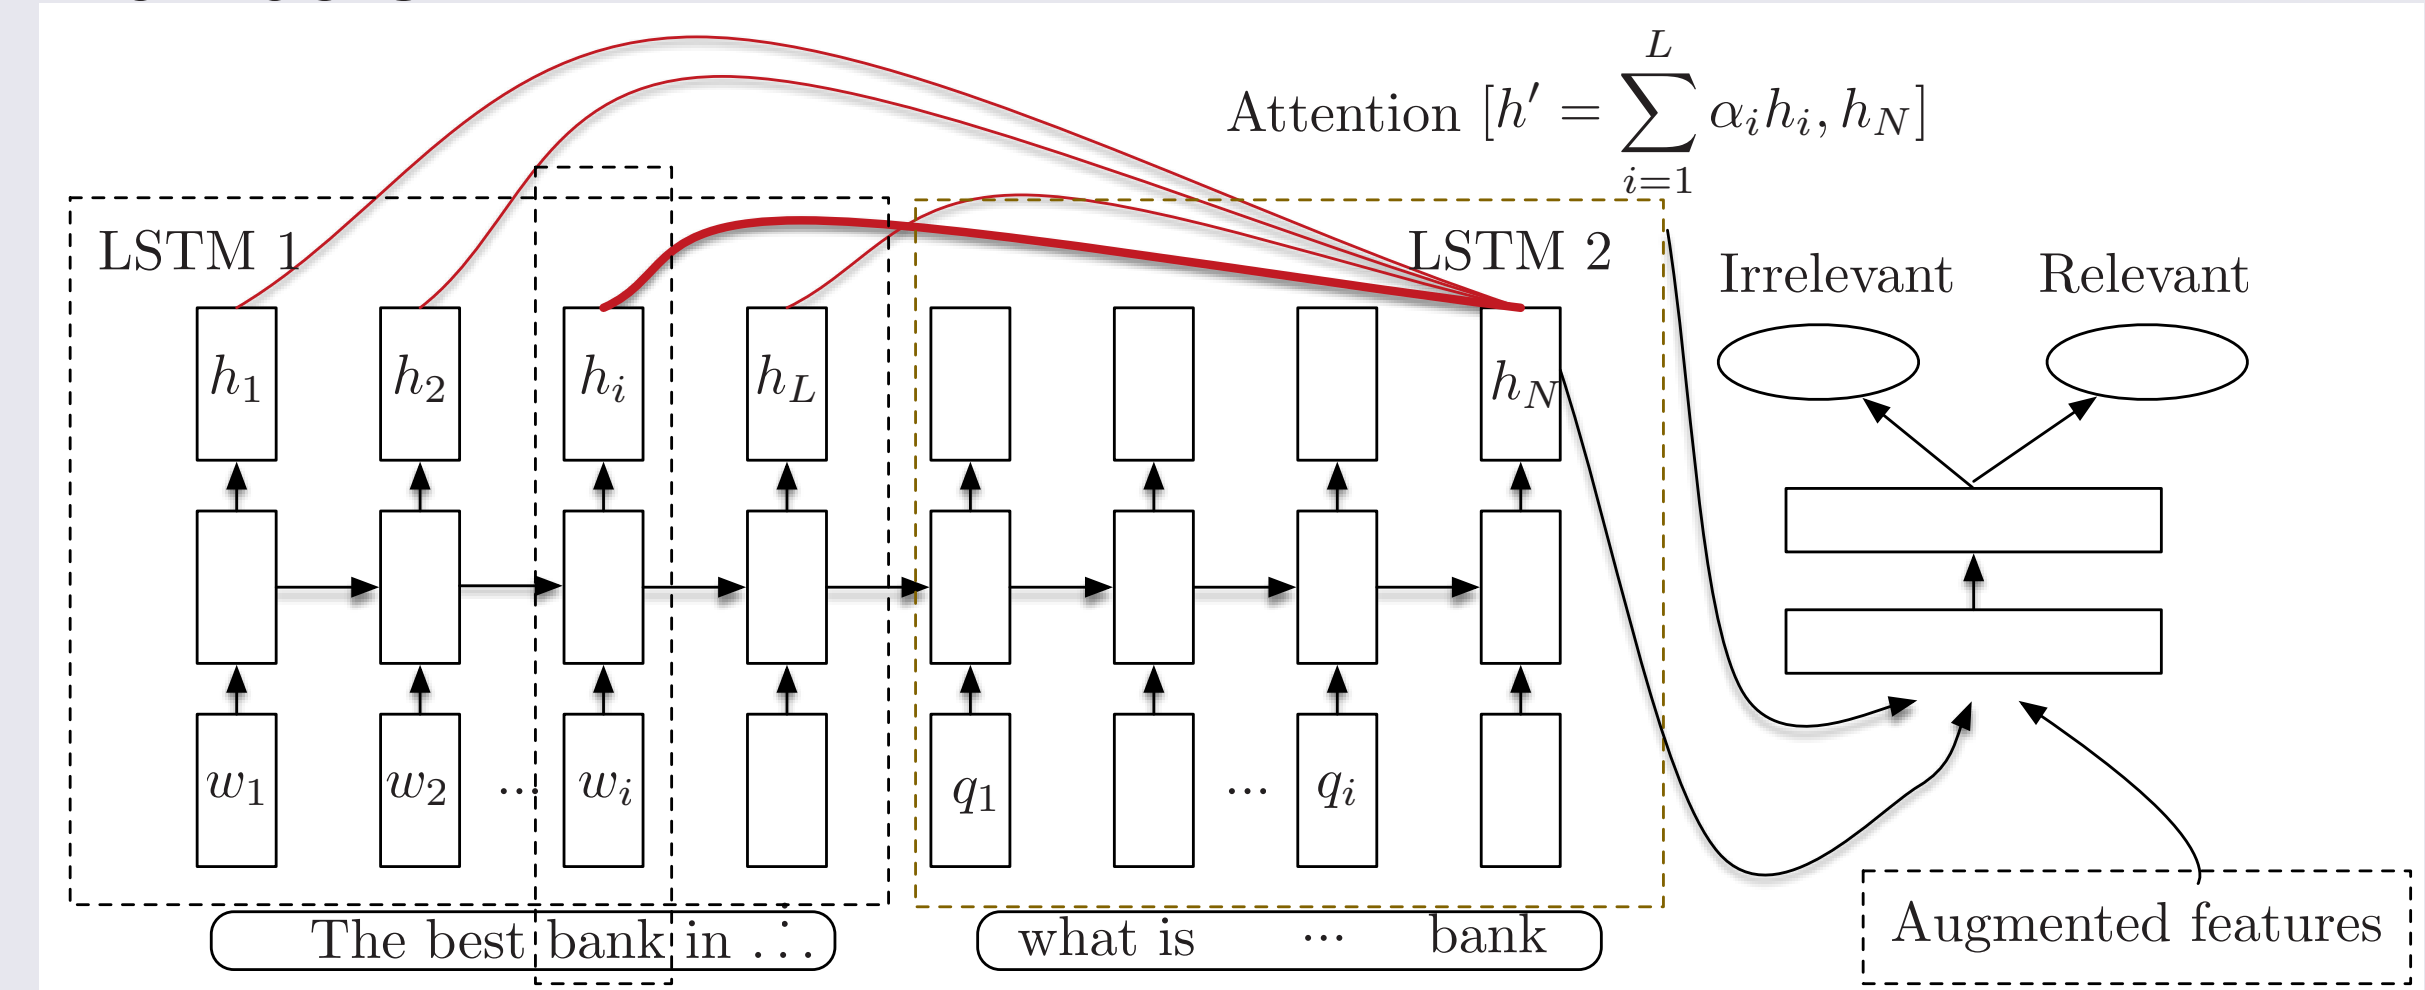 Attention [h′ = ∑_{i=1}^{L} α_i h_i, h_N]
LSTM 1
LSTM 2
Irrelevant Relevant
h_1 h_2 h_i h_L h_N
w_1 w_2 ... w_i q_1 ... q_i
The best bank in ...
what is ... bank
Augmented features